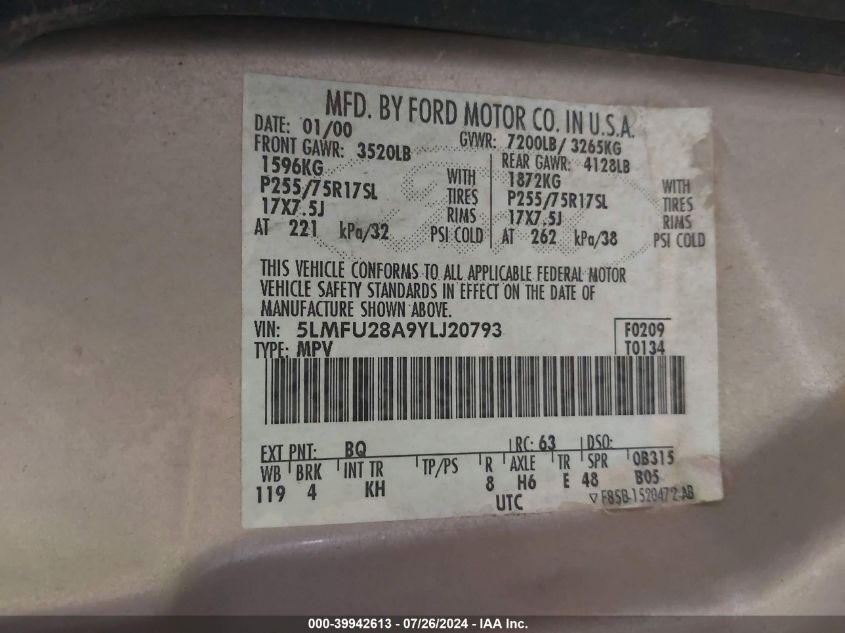 MFD. BY FORD MOTOR CO. IN U.S.A.
DATE: 01/00 GVWR: 7200LB/ 3265KG
FRONT GAWR: 3520LB REAR GAWR: 4128LB
1596KG WITH 1872KG WITH
P255/75R17SL TIRES P255/75R17SL TIRES
17X7.5J RIMS 17X7.5J RIMS
AT 221 kPa/32 PSI COLD AT 262 kPa/38 PSI COLD
THIS VEHICLE CONFORMS TO ALL APPLICABLE FEDERAL MOTOR
VEHICLE SAFETY STANDARDS IN EFFECT ON THE DATE OF
MANUFACTURE SHOWN ABOVE.
VIN: 5LMFU28A9YLJ20793 F0209
TYPE: MPV T0134
EXT PNT: BQ RC: 63 DSO:
WB BRK INT TR TP/PS R AXLE TR SPR 0B315
119 4 KH 8 H6 E 48 B05
UTC ▽ F85B-1520472-AB
000-39942613 - 07/26/2024 - IAA Inc.